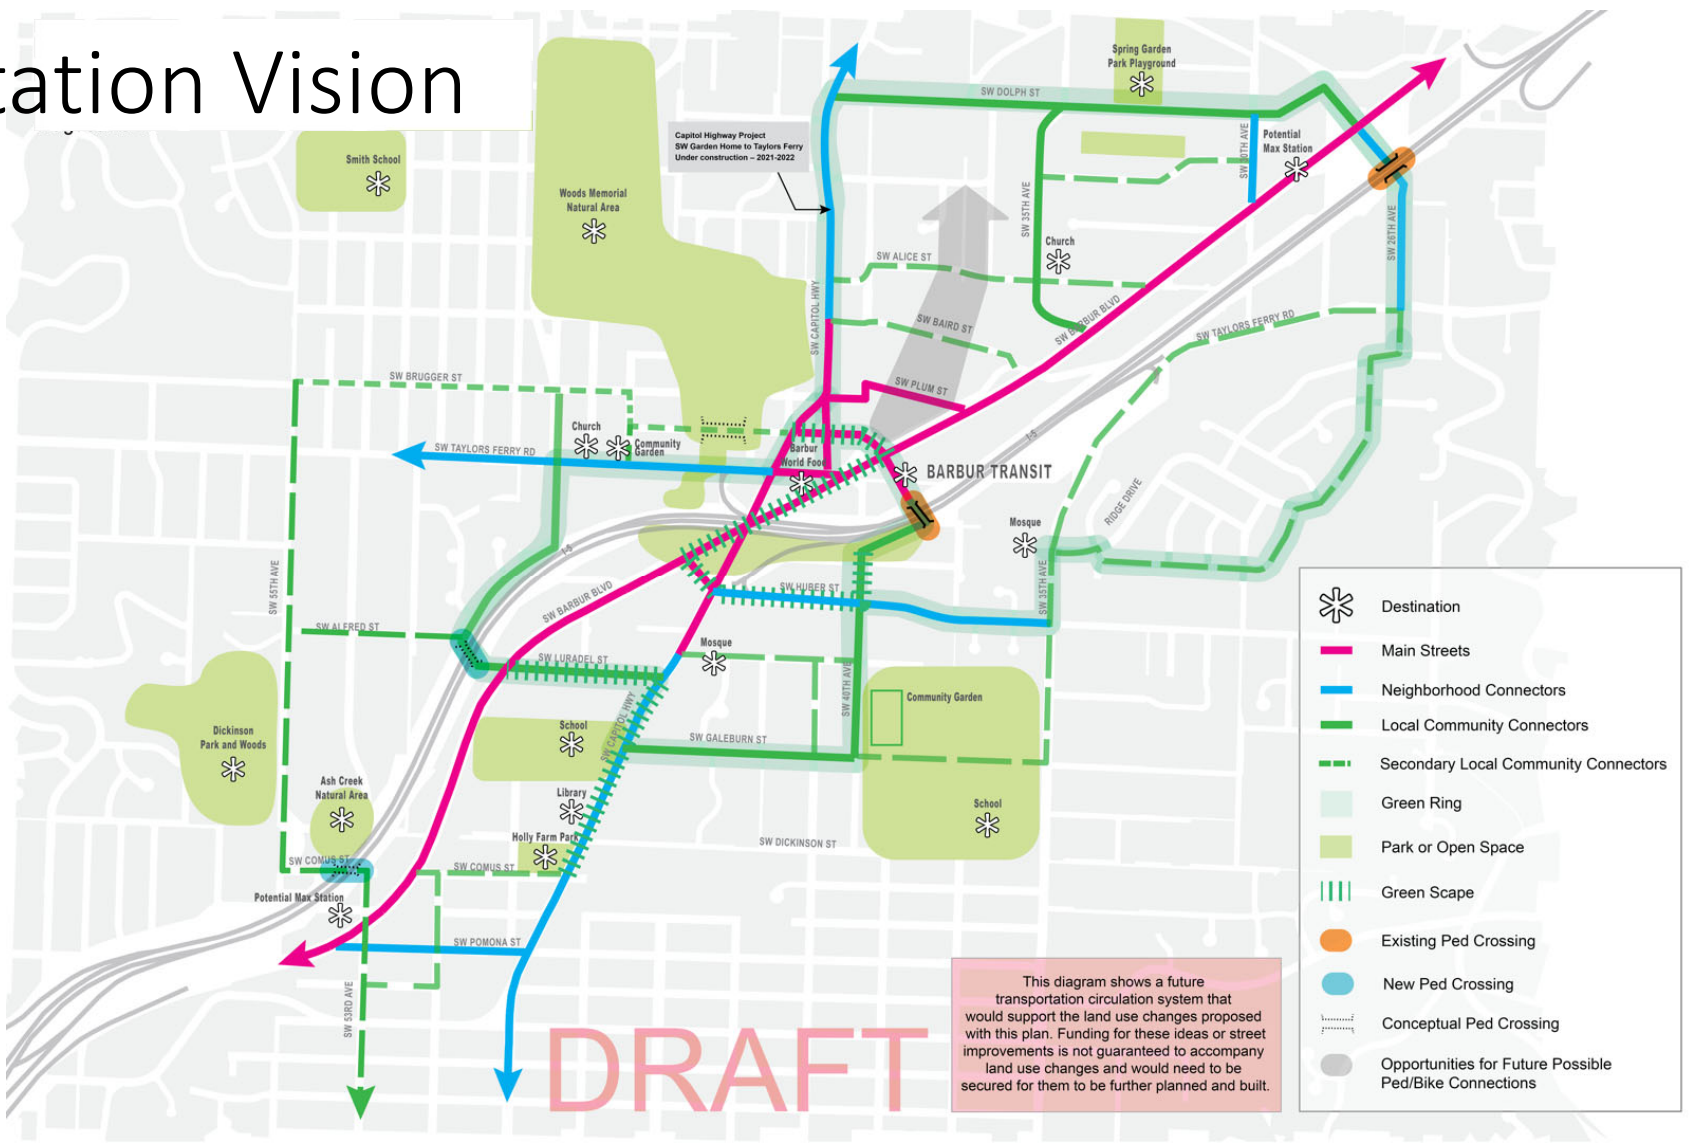 tation Vision
Spring Garden
Park Playground
SW DOLPH ST
Capitol Highway Project
SW Garden Home to Taylors Ferry
Under construction – 2021-2022
Potential
Max Station
SW 30TH AVE
Smith School
Woods Memorial
Natural Area
SW 35TH AVE
SW 26TH AVE
Church
SW ALICE ST
SW CAPITOL HWY
SW BAIRD ST
SW BARBUR BLVD
SW TAYLORS FERRY RD
SW BRUGGER ST
SW PLUM ST
Church
Community
Garden
SW TAYLORS FERRY RD
Barbur
World Foods
I-5
BARBUR TRANSIT
RIDGE DRIVE
Mosque
I-5
SW 55TH AVE
SW BARBUR BLVD
SW HUBER ST
SW 35TH AVE
SW ALFRED ST
SW LURADEL ST
Mosque
SW 40TH AVE
Community Garden
SW CAPITOL HWY
School
SW GALEBURN ST
Dickinson
Park and Woods
Ash Creek
Natural Area
Library
School
Holly Farm Park
SW DICKINSON ST
SW COMUS ST
SW COMUS ST
Potential Max Station
SW POMONA ST
SW 53RD AVE
DRAFT
This diagram shows a future
transportation circulation system that
would support the land use changes proposed
with this plan. Funding for these ideas or street
improvements is not guaranteed to accompany
land use changes and would need to be
secured for them to be further planned and built.
Destination
Main Streets
Neighborhood Connectors
Local Community Connectors
Secondary Local Community Connectors
Green Ring
Park or Open Space
Green Scape
Existing Ped Crossing
New Ped Crossing
Conceptual Ped Crossing
Opportunities for Future Possible
Ped/Bike Connections